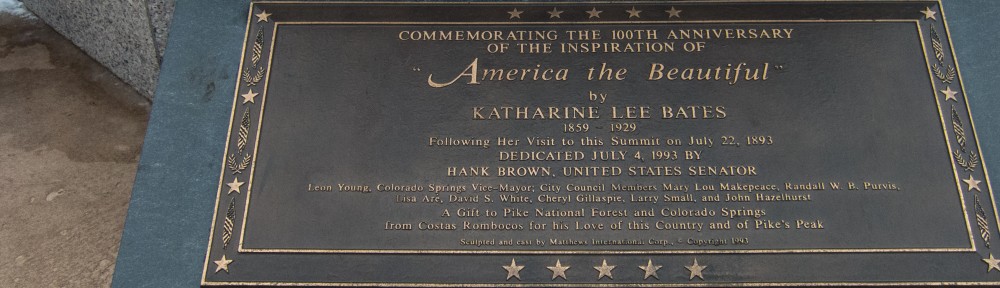 COMMEMORATING THE 100TH ANNIVERSARY
OF THE INSPIRATION OF
"America the Beautiful"
by
KATHARINE LEE BATES
1859 - 1929
Following Her Visit to this Summit on July 22, 1893
DEDICATED JULY 4, 1993 BY
HANK BROWN, UNITED STATES SENATOR
Leon Young, Colorado Springs Vice-Mayor; City Council Members Mary Lou Makepeace, Randall W. B. Purvis,
Lisa Aré, David S. White, Cheryl Gillaspie, Larry Small, and John Hazelhurst
A Gift to Pike National Forest and Colorado Springs
from Costas Rombocos for his Love of this Country and of Pike's Peak
Sculpted and cast by Matthews International Corp., © Copyright 1993